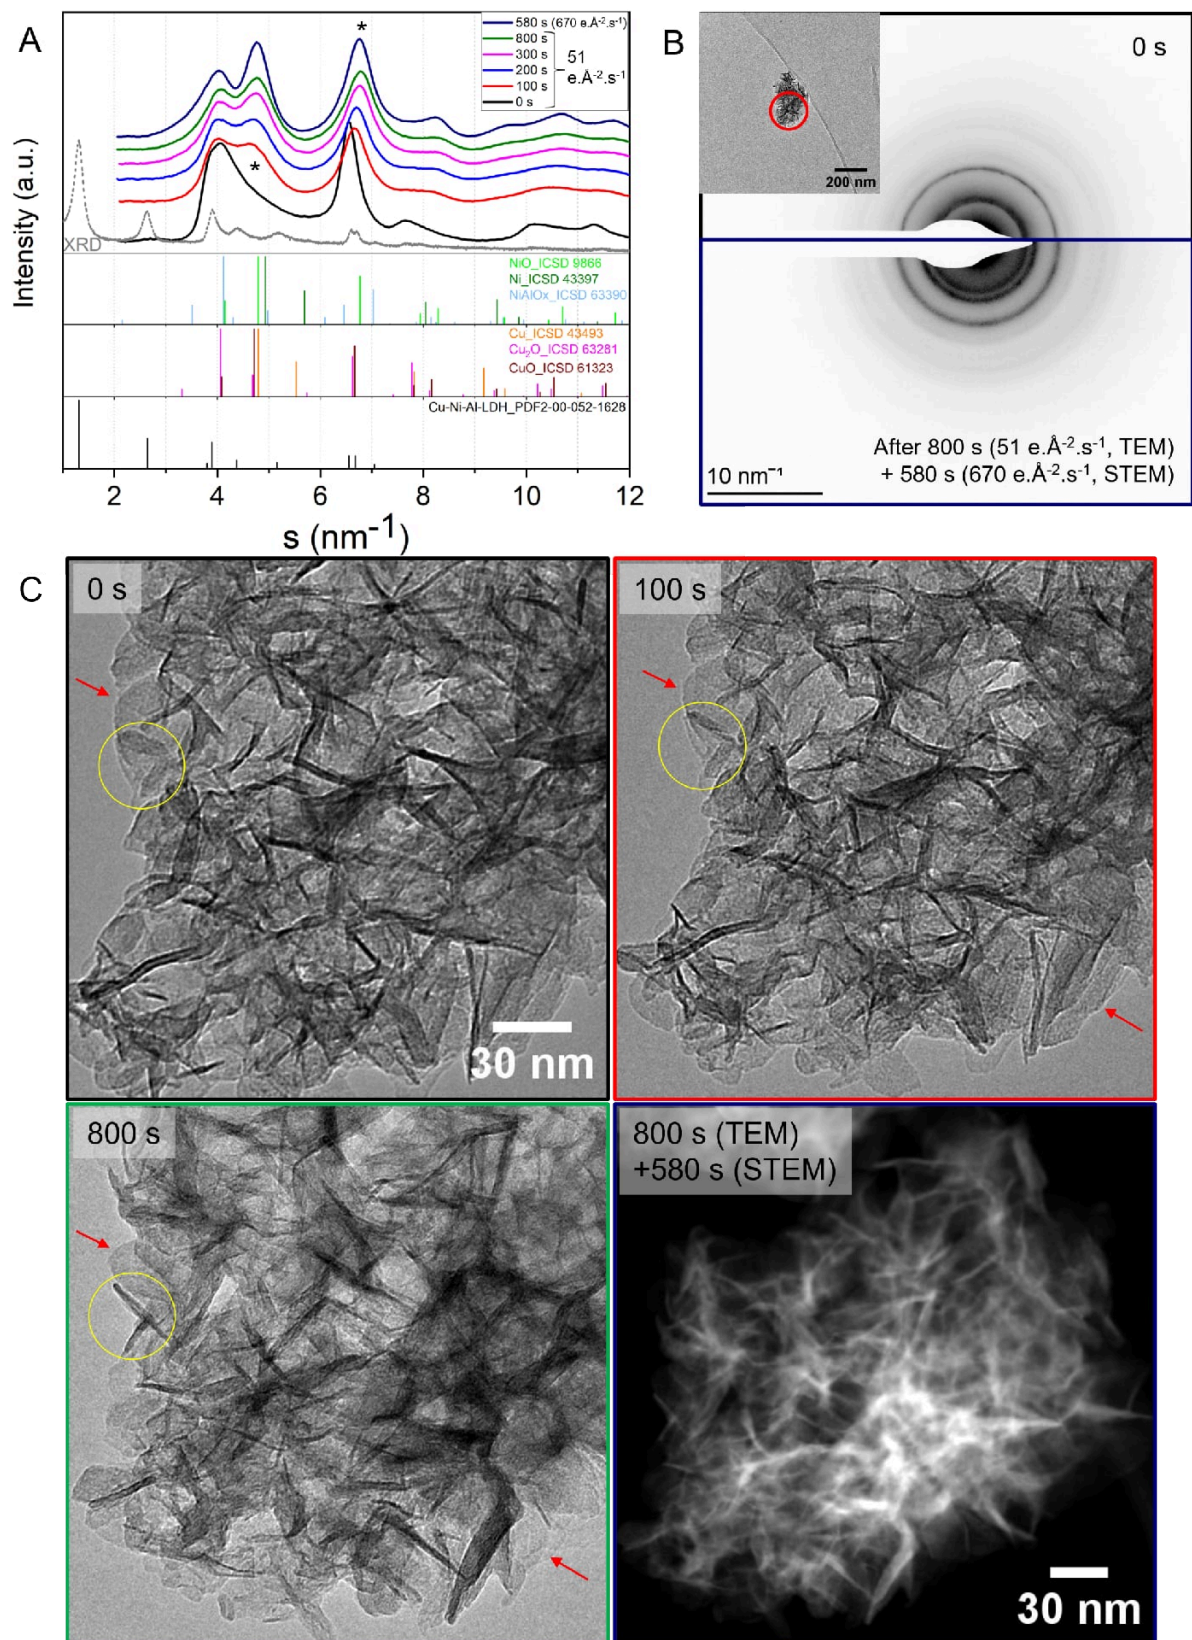 A
Intensity (a.u.)
*
*
580 s (670 e.Å⁻².s⁻¹)
800 s
300 s
200 s
100 s
0 s
51
e.Å⁻².s⁻¹
XRD
NiO_ICSD 9866
Ni_ICSD 43397
NiAlOx_ICSD 63390
Cu_ICSD 43493
Cu₂O_ICSD 63281
CuO_ICSD 61323
Cu-Ni-Al-LDH_PDF2-00-052-1628
2 4 6 8 10 12
s (nm⁻¹)
B
0 s
200 nm
After 800 s (51 e.Å⁻².s⁻¹, TEM)
+ 580 s (670 e.Å⁻².s⁻¹, STEM)
10 nm⁻¹
C
0 s
30 nm
100 s
800 s
800 s (TEM)
+580 s (STEM)
30 nm